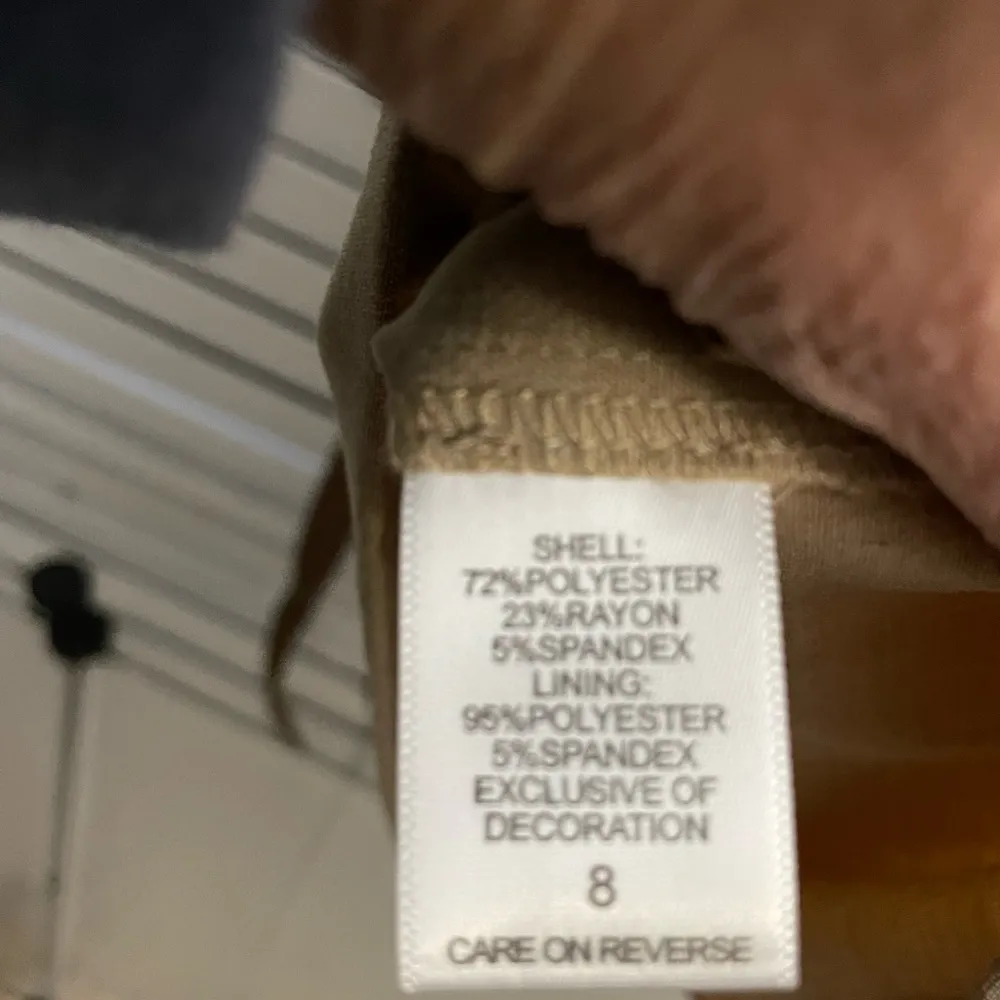 SHELL:
72%POLYESTER
23%RAYON
5%SPANDEX
LINING:
95%POLYESTER
5%SPANDEX
EXCLUSIVE OF
DECORATION
8
CARE ON REVERSE